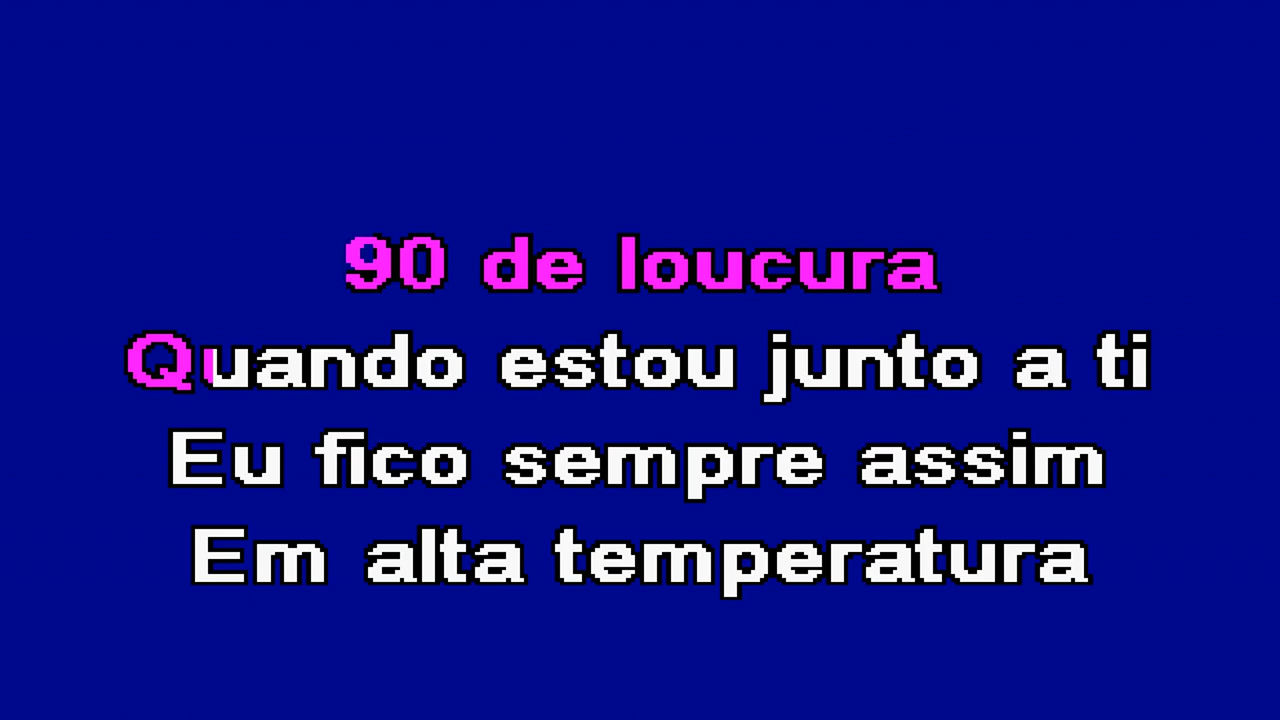 90 de loucura
Quando estou junto a ti
Eu fico sempre assim
Em alta temperatura